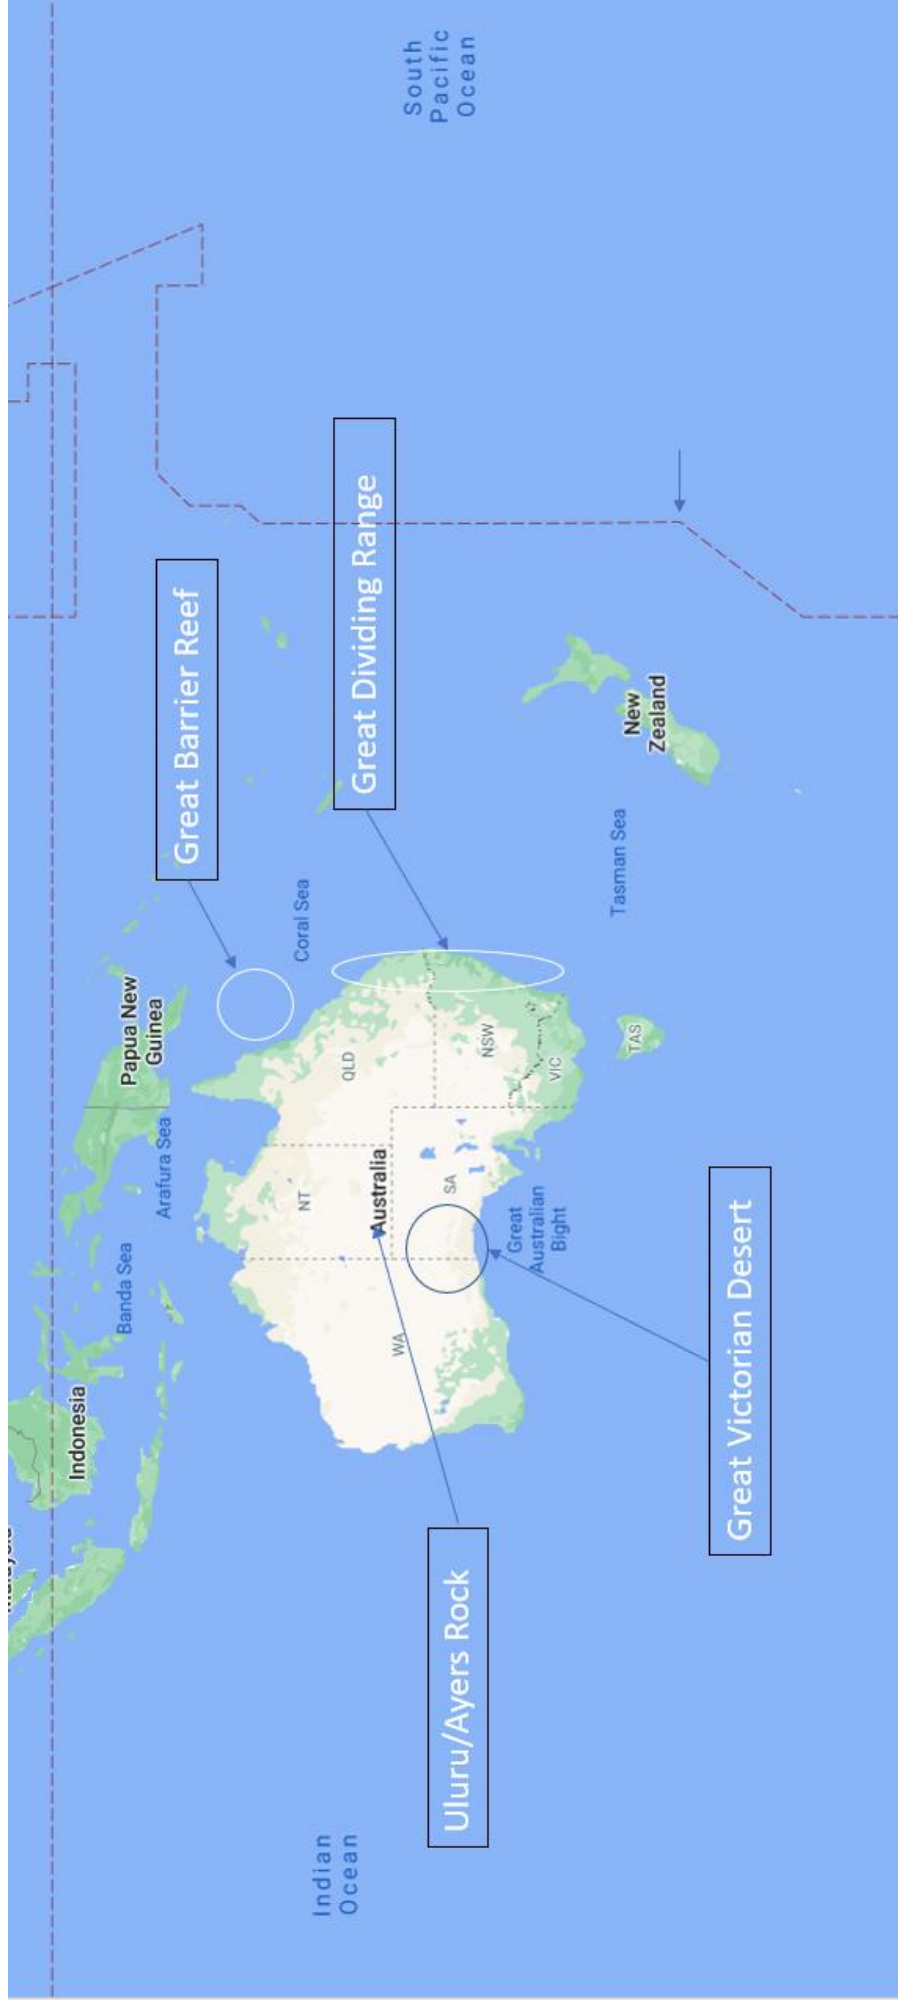 South
Pacific
Ocean
Great Barrier Reef
Great Dividing Range
Coral Sea
Papua New
Guinea
Arafura Sea
Banda Sea
Indonesia
QLD
NT
Australia
WA
SA
NSW
VIC
TAS
Great
Australian
Bight
Tasman Sea
New
Zealand
Uluru/Ayers Rock
Great Victorian Desert
Indian
Ocean